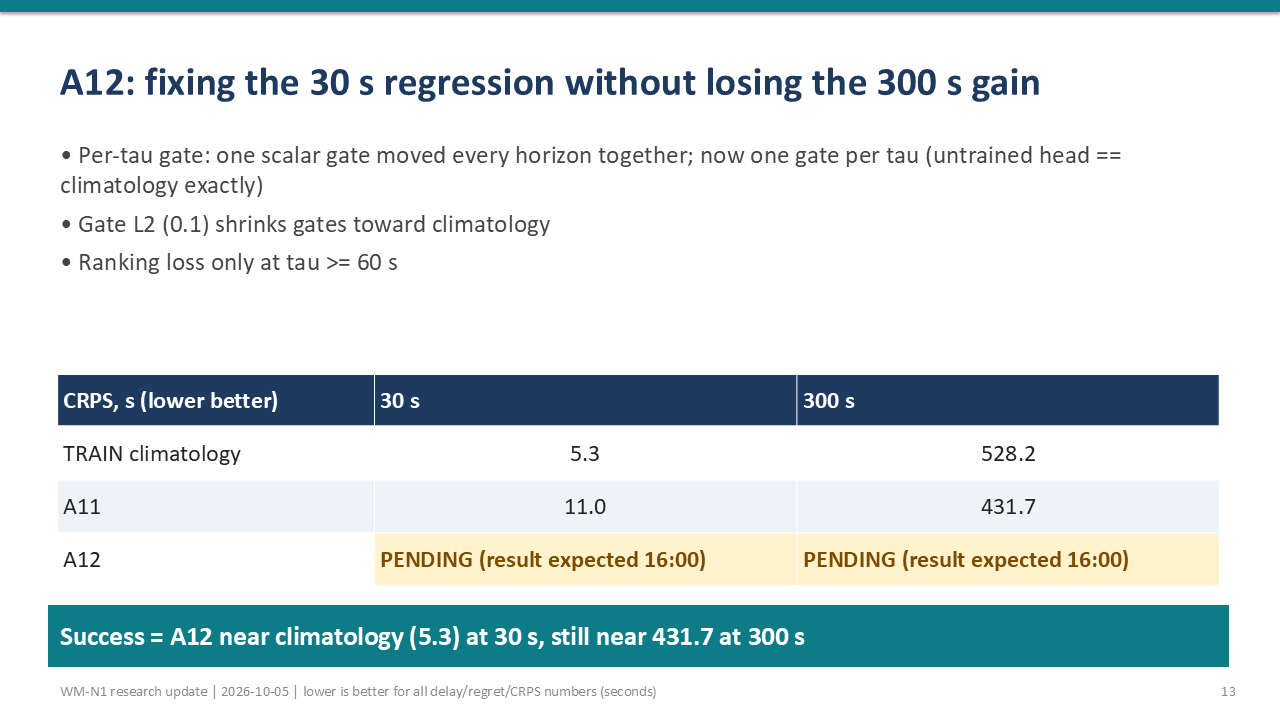 A12: fixing the 30 s regression without losing the 300 s gain
• Per-tau gate: one scalar gate moved every horizon together; now one gate per tau (untrained head ==
climatology exactly)
• Gate L2 (0.1) shrinks gates toward climatology
• Ranking loss only at tau >= 60 s
CRPS, s (lower better) 30 s 300 s
TRAIN climatology 5.3 528.2
A11 11.0 431.7
A12 PENDING (result expected 16:00) PENDING (result expected 16:00)
Success = A12 near climatology (5.3) at 30 s, still near 431.7 at 300 s
WM-N1 research update | 2026-10-05 | lower is better for all delay/regret/CRPS numbers (seconds) 13